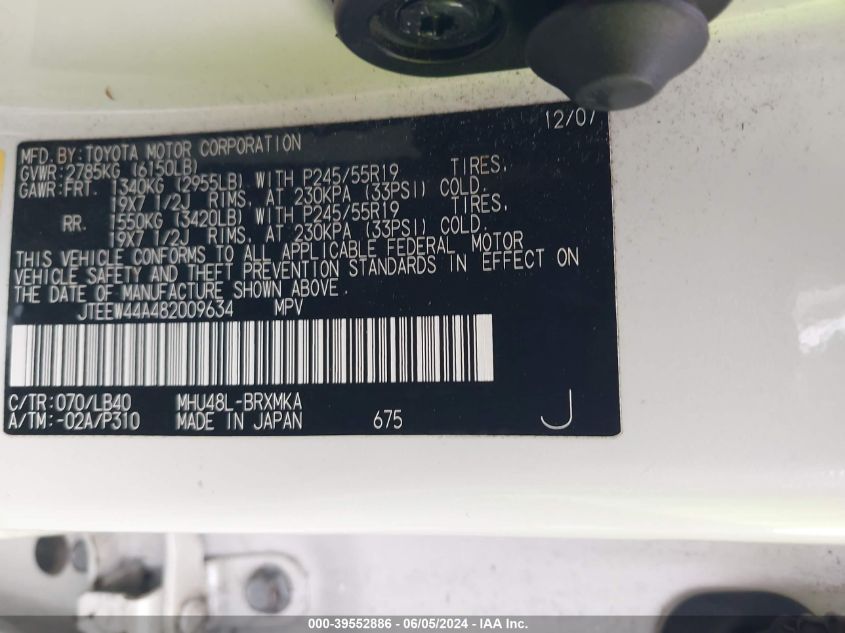 12/07
MFD. BY: TOYOTA MOTOR CORPORATION
GVWR: 2785KG (6150LB)
GAWR: FRT. 1340KG (2955LB) WITH P245/55R19 TIRES,
19X7 1/2J RIMS, AT 230KPA (33PSI) COLD.
RR. 1550KG (3420LB) WITH P245/55R19 TIRES,
19X7 1/2J RIMS, AT 230KPA (33PSI) COLD.
THIS VEHICLE CONFORMS TO ALL APPLICABLE FEDERAL MOTOR
VEHICLE SAFETY AND THEFT PREVENTION STANDARDS IN EFFECT ON
THE DATE OF MANUFACTURE SHOWN ABOVE.
JTEEW44A482009634 MPV
C/TR: 070/LB40 MHU48L-BRXMKA
A/TM: -02A/P310 MADE IN JAPAN 675 J
000-39552886 - 06/05/2024 - IAA Inc.